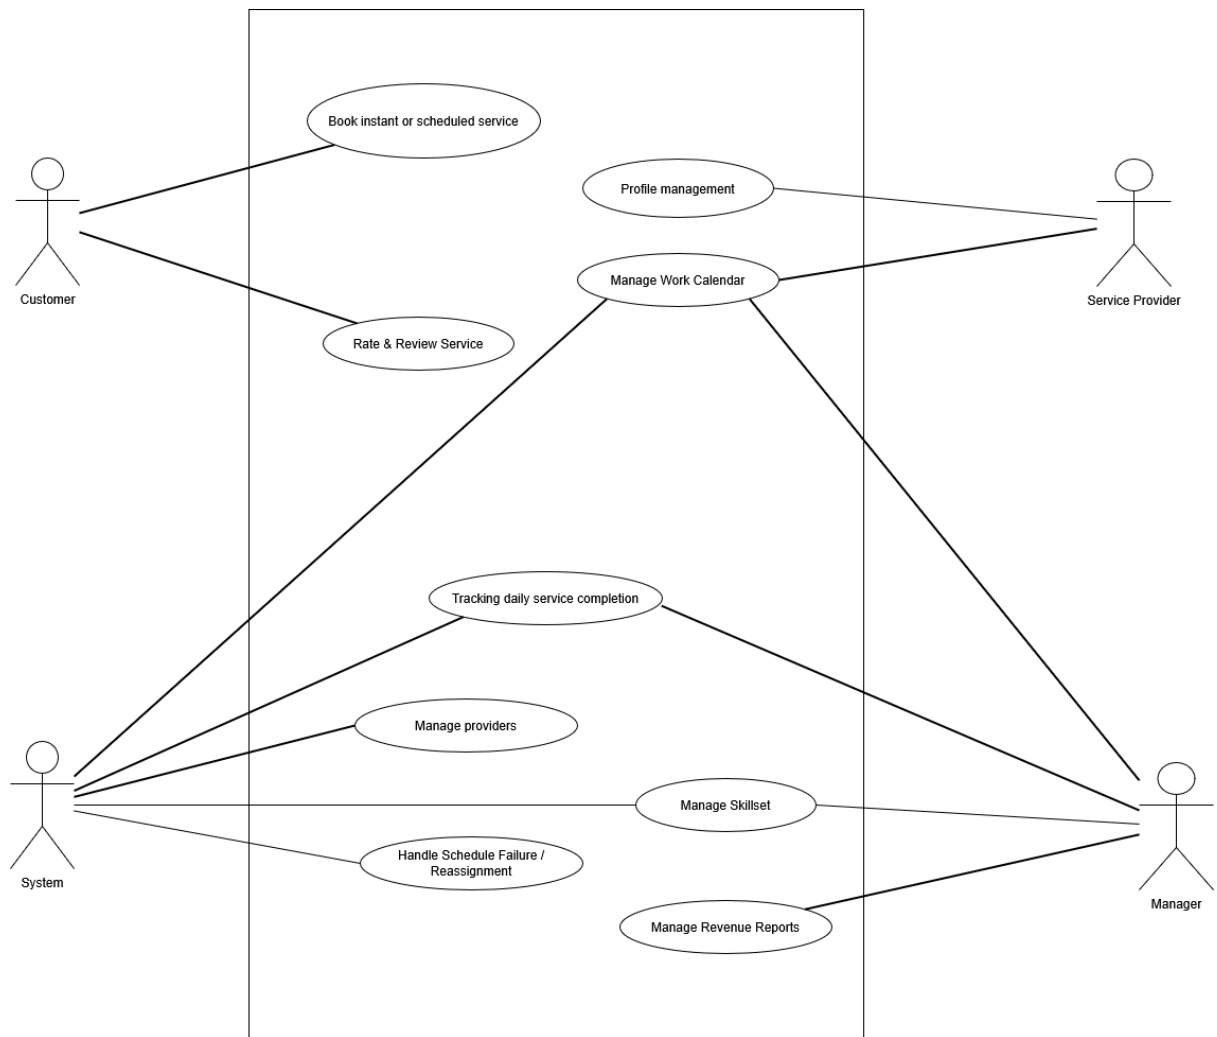 Book instant or scheduled service
Profile management
Manage Work Calendar
Customer
Service Provider
Rate & Review Service
Tracking daily service completion
Manage providers
Manage Skillset
Handle Schedule Failure /
Reassignment
System
Manager
Manage Revenue Reports